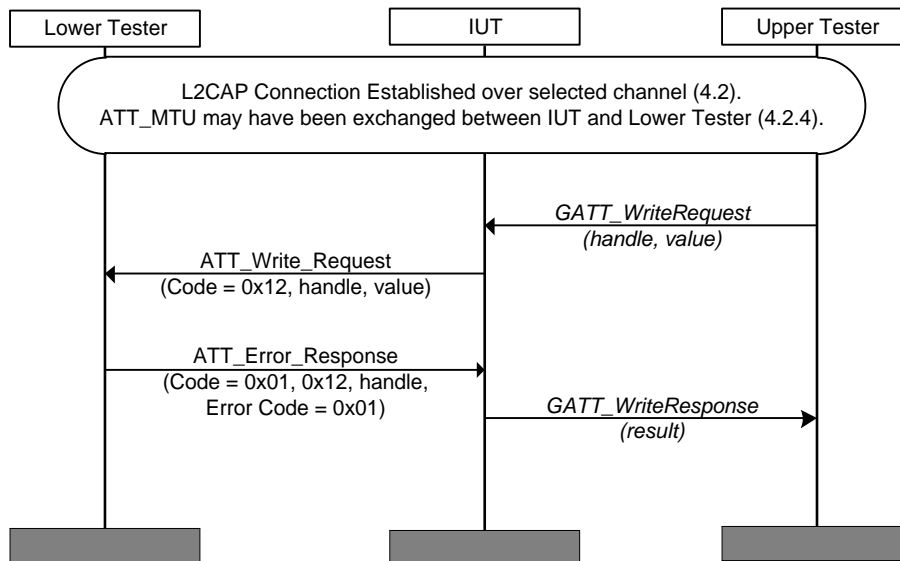 Lower Tester
IUT
Upper Tester
L2CAP Connection Established over selected channel (4.2).
ATT_MTU may have been exchanged between IUT and Lower Tester (4.2.4).
GATT_WriteRequest
(handle, value)
ATT_Write_Request
(Code = 0x12, handle, value)
ATT_Error_Response
(Code = 0x01, 0x12, handle,
Error Code = 0x01)
GATT_WriteResponse
(result)